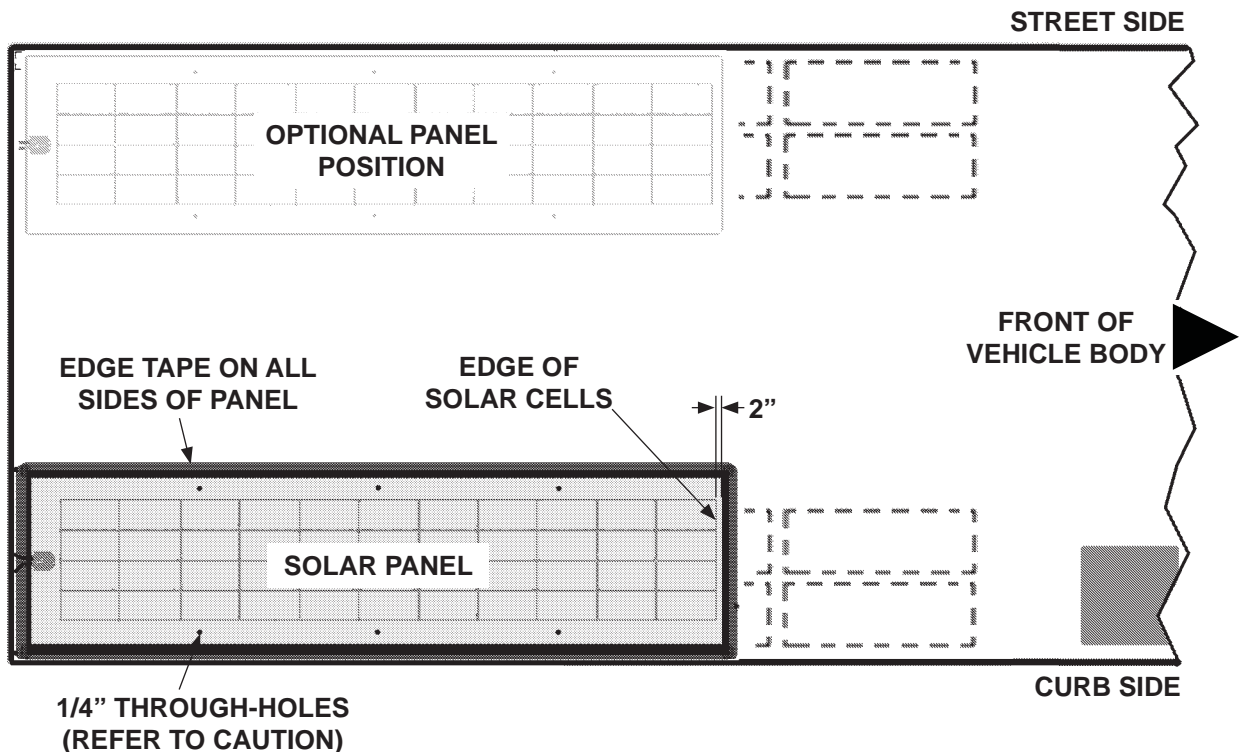 STREET SIDE
OPTIONAL PANEL
POSITION
FRONT OF
VEHICLE BODY
EDGE TAPE ON ALL
SIDES OF PANEL
EDGE OF
SOLAR CELLS
2”
SOLAR PANEL
CURB SIDE
1/4” THROUGH-HOLES
(REFER TO CAUTION)